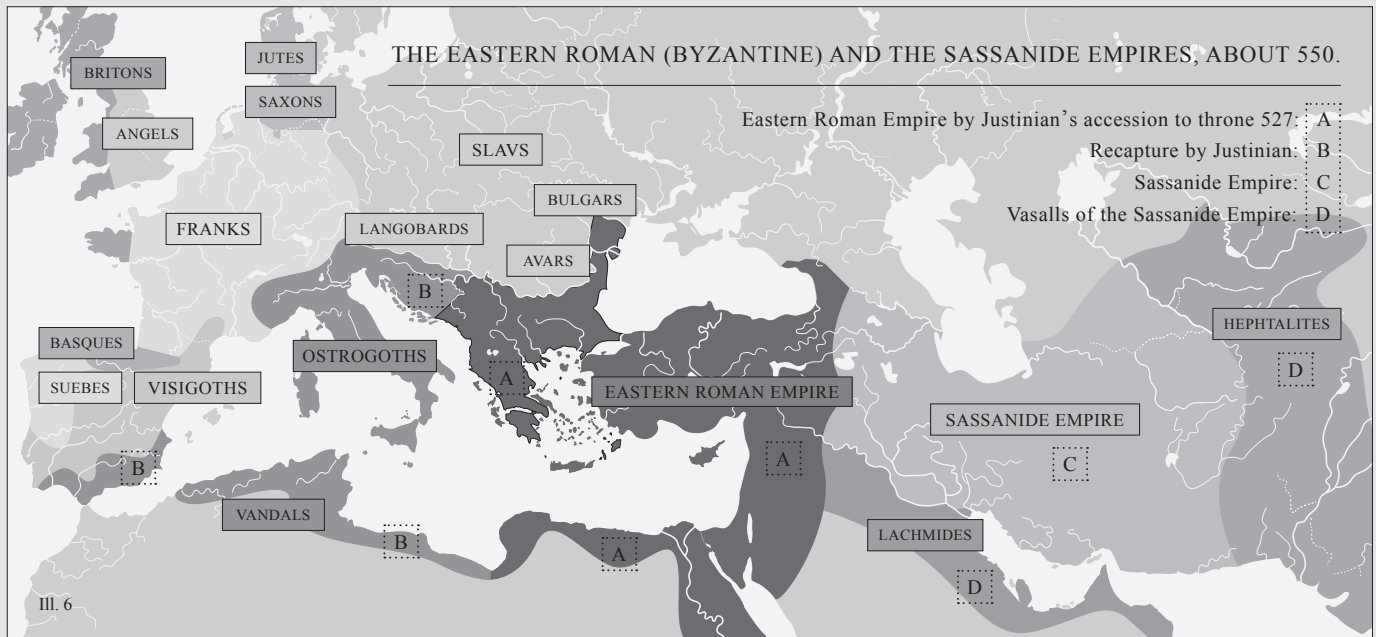 THE EASTERN ROMAN (BYZANTINE) AND THE SASSANIDE EMPIRES, ABOUT 550.
Eastern Roman Empire by Justinian's accession to throne 527: A
Recapture by Justinian: B
Sassanide Empire: C
Vasalls of the Sassanide Empire: D
JUTES
BRITONS
SAXONS
ANGELS
SLAVS
BULGARS
FRANKS
LANGOBARDS
AVARS
B
HEPHTALITES
BASQUES
OSTROGOTHS
D
SUEBES
VISIGOTHS
A
EASTERN ROMAN EMPIRE
SASSANIDE EMPIRE
B
A
C
VANDALS
B
A
LACHMIDES
D
Ill. 6